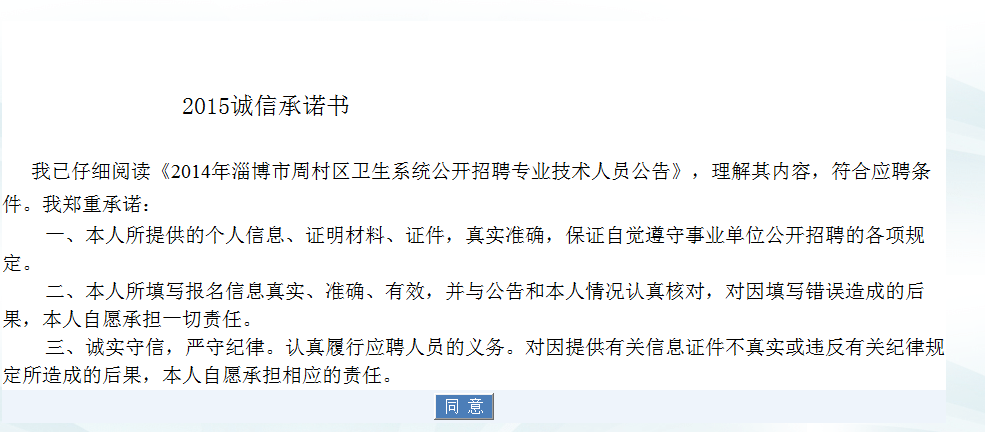 2015诚信承诺书
我已仔细阅读《2014年淄博市周村区卫生系统公开招聘专业技术人员公告》，理解其内容，符合应聘条
件。我郑重承诺：
一、本人所提供的个人信息、证明材料、证件，真实准确，保证自觉遵守事业单位公开招聘的各项规
定。
二、本人所填写报名信息真实、准确、有效，并与公告和本人情况认真核对，对因填写错误造成的后
果，本人自愿承担一切责任。
三、诚实守信，严守纪律。认真履行应聘人员的义务。对因提供有关信息证件不真实或违反有关纪律规
定所造成的后果，本人自愿承担相应的责任。
同 意